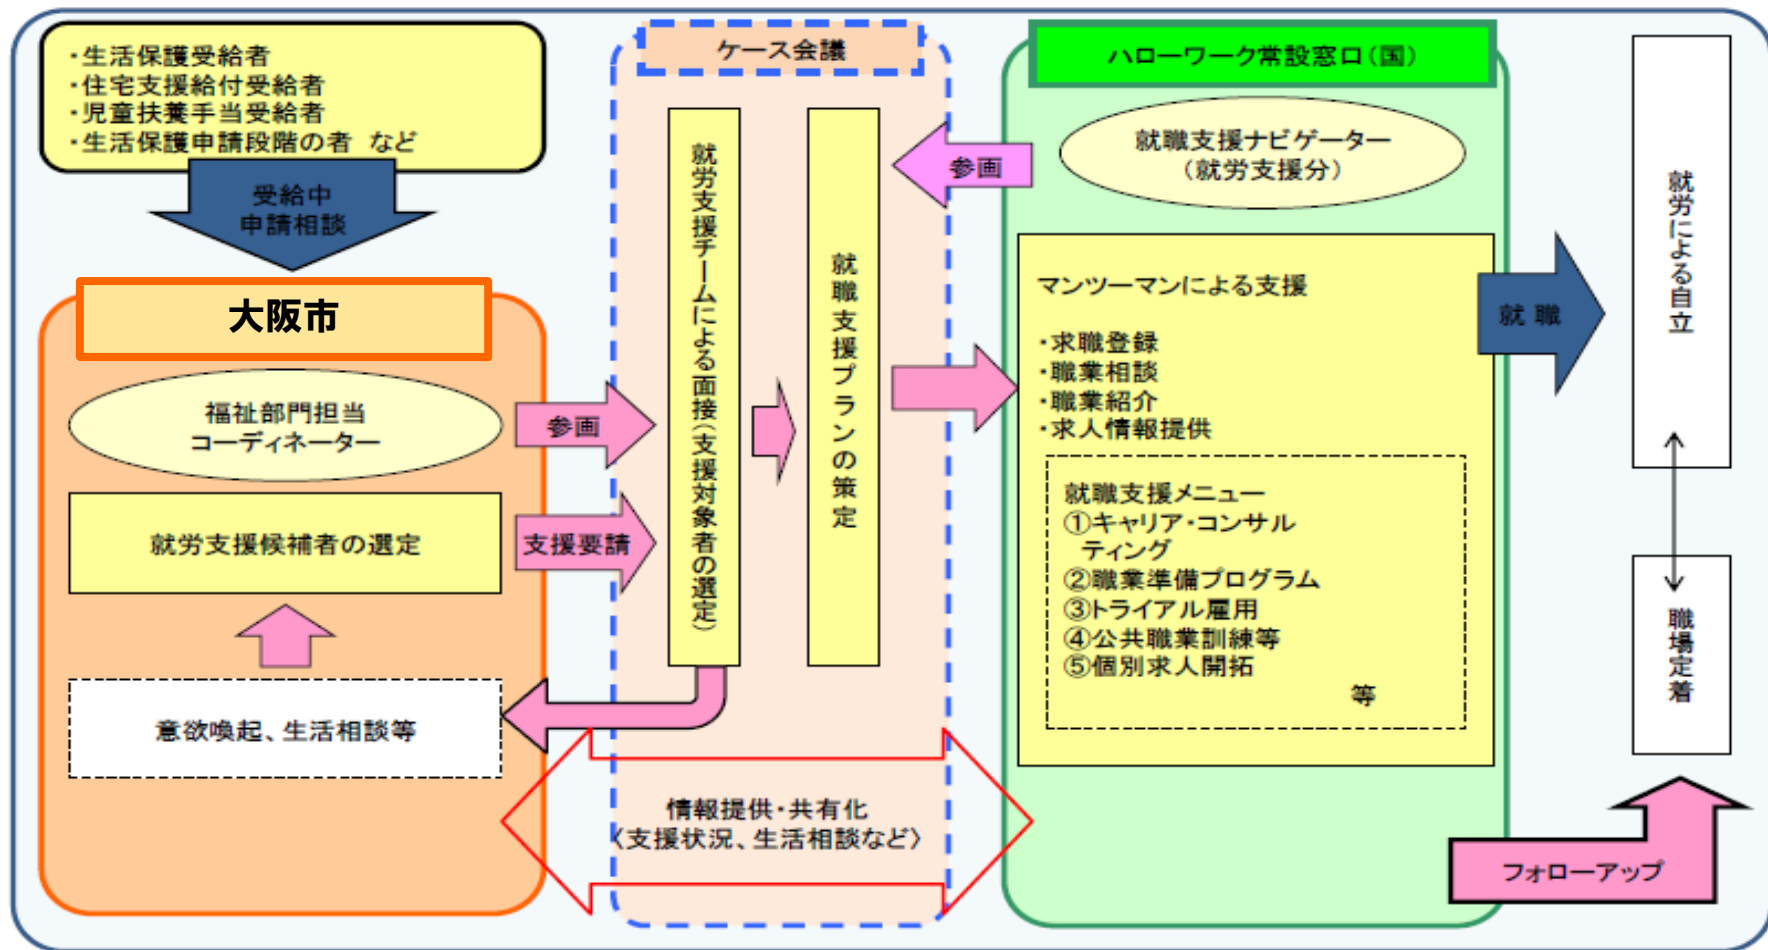 ・生活保護受給者
・住宅支援給付受給者
・児童扶養手当受給者
・生活保護申請段階の者 など
受給中
申請相談
大阪市
福祉部門担当
コーディネーター
就労支援候補者の選定
意欲喚起、生活相談等
参画
支援要請
ケース会議
就労支援チームによる面接(支援対象者の選定)
就職支援プランの策定
情報提供・共有化
〈支援状況、生活相談など〉
参画
ハローワーク常設窓口(国)
就職支援ナビゲーター
(就労支援分)
マンツーマンによる支援
・求職登録
・職業相談
・職業紹介
・求人情報提供
就職支援メニュー
①キャリア・コンサル
ティング
②職業準備プログラム
③トライアル雇用
④公共職業訓練等
⑤個別求人開拓
等
就 職
就労による自立
職場定着
フォローアップ